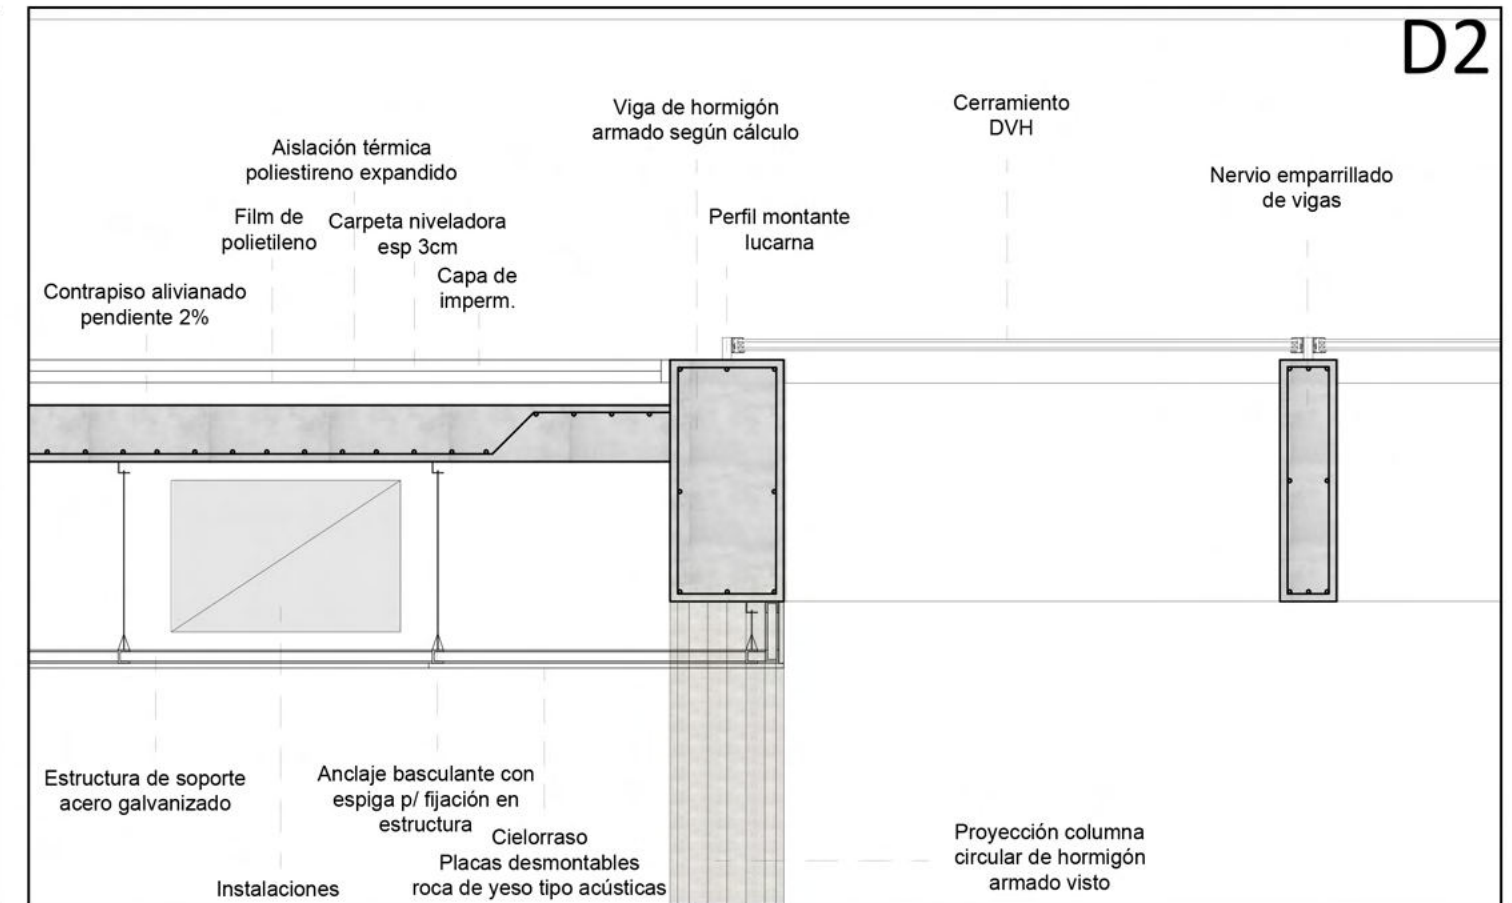 D2
Viga de hormigón
armado según cálculo
Cerramiento
DVH
Aislación térmica
poliestireno expandido
Nervio emparrillado
de vigas
Film de
polietileno
Carpeta niveladora
esp 3cm
Perfil montante
lucarna
Capa de
imperm.
Contrapiso alivianado
pendiente 2%
Estructura de soporte
acero galvanizado
Anclaje basculante con
espiga p/ fijación en
estructura
Cielorraso
Placas desmontables
roca de yeso tipo acústicas
Instalaciones
Proyección columna
circular de hormigón
armado visto